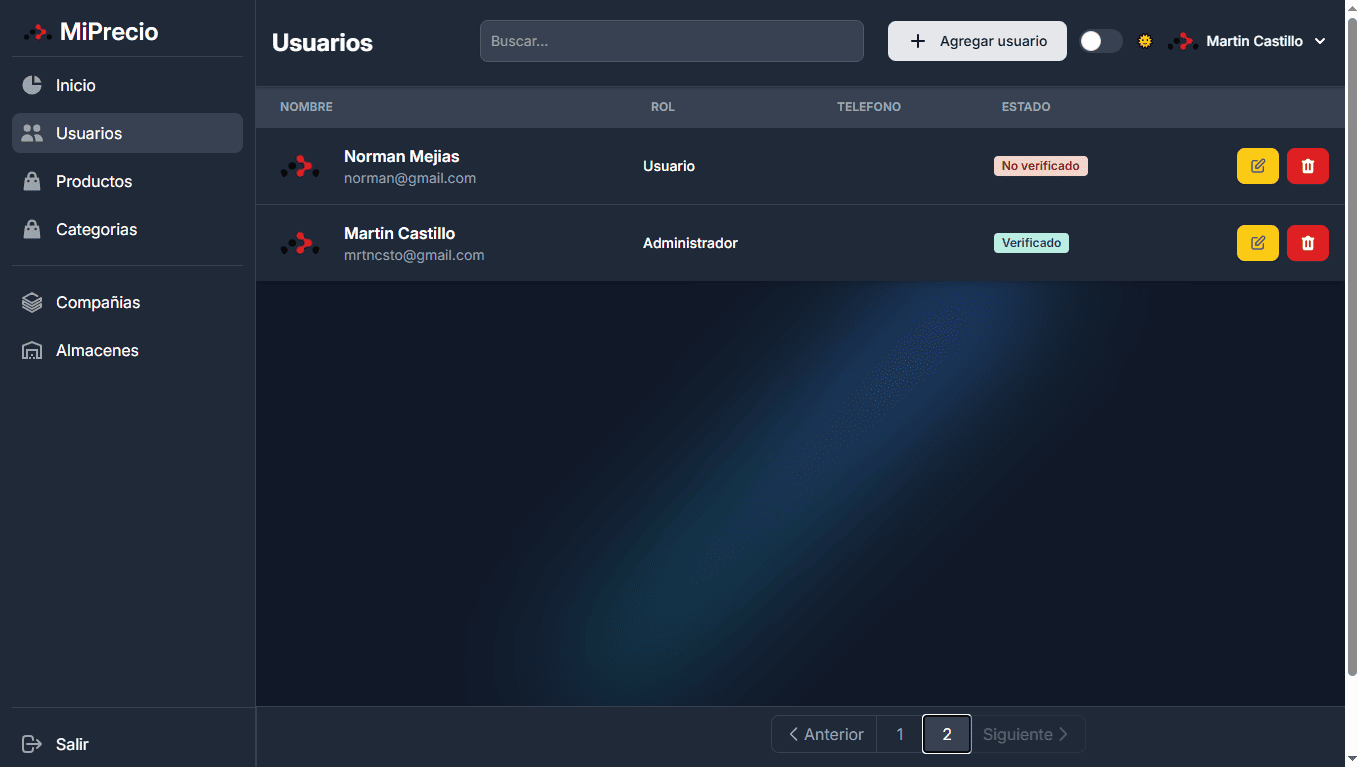 MiPrecio
Inicio
Usuarios
Productos
Categorias
Compañias
Almacenes
Salir
Usuarios
Buscar...
Agregar usuario
Martin Castillo
NOMBRE ROL TELEFONO ESTADO
Norman Mejias
norman@gmail.com
Usuario
No verificado
Martin Castillo
mrtncsto@gmail.com
Administrador
Verificado
Anterior 1 2 Siguiente